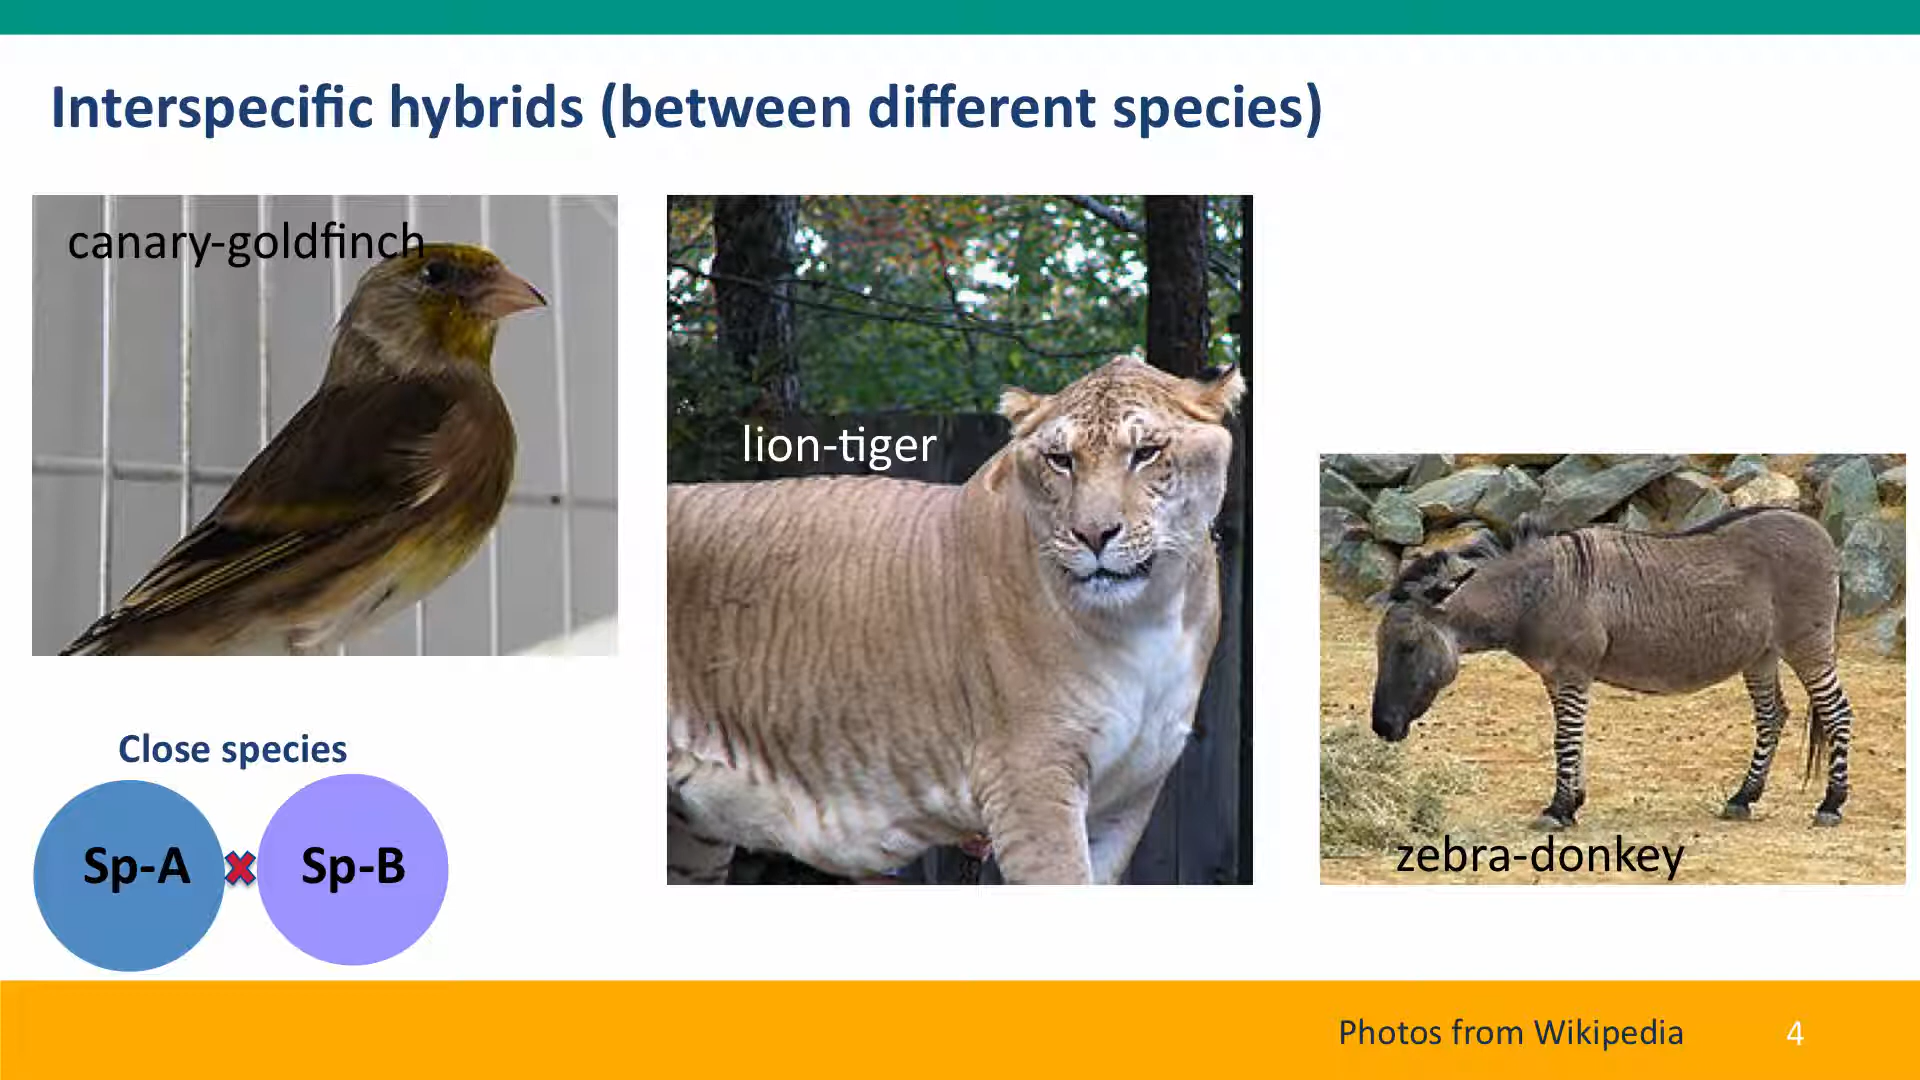 Interspecific hybrids (between different species)
canary-goldfinch
lion-tiger
zebra-donkey
Close species
Sp-A
Sp-B
Photos from Wikipedia
4